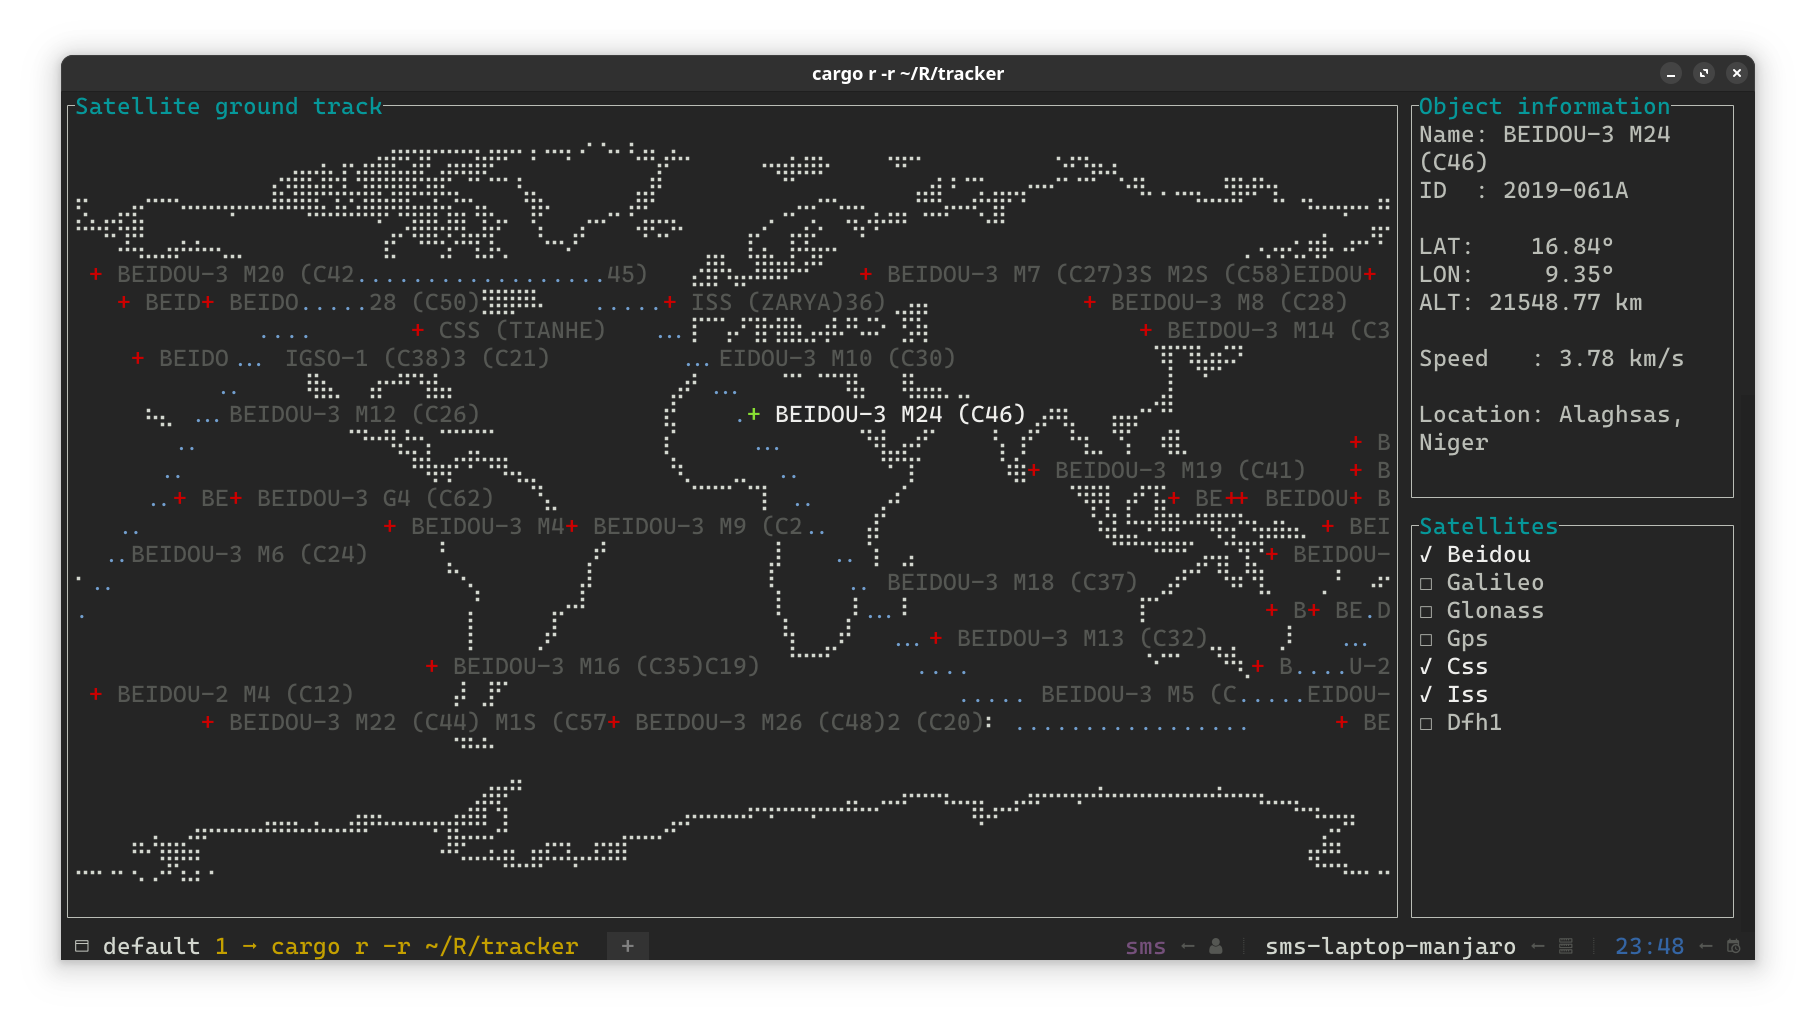 cargo r -r ~/R/tracker
Satellite ground track
+ BEIDOU-3 M20 (C42..................45) + BEIDOU-3 M7 (C27)3S M2S (C58)EIDOU+
+ BEID+ BEIDO.....28 (C50) .....+ ISS (ZARYA)36) + BEIDOU-3 M8 (C28)
.... + CSS (TIANHE) ... + BEIDOU-3 M14 (C3
+ BEIDO ... IGSO-1 (C38)3 (C21) ... EIDOU-3 M10 (C30)
.. ...
... BEIDOU-3 M12 (C26) .+ BEIDOU-3 M24 (C46)
.. ... + B
.. + BEIDOU-3 M19 (C41) .. + B
..+ BE+ BEIDOU-3 G4 (C62) .. + BE++ BEIDOU+ B
.. + BEIDOU-3 M4+ BEIDOU-3 M9 (C2.. + BEI
..BEIDOU-3 M6 (C24) .. + BEIDOU-
.. .. BEIDOU-3 M18 (C37)
. ... + B+ BE.D
... + BEIDOU-3 M13 (C32) ...
+ BEIDOU-3 M16 (C35)C19) .... + B....U-2
+ BEIDOU-2 M4 (C12) ..... BEIDOU-3 M5 (C.....EIDOU-
+ BEIDOU-3 M22 (C44) M1S (C57+ BEIDOU-3 M26 (C48)2 (C20) ................. + BE
Object information
Name: BEIDOU-3 M24
(C46)
ID  : 2019-061A
LAT:    16.84°
LON:     9.35°
ALT: 21548.77 km
Speed   : 3.78 km/s
Location: Alaghsas,
Niger
Satellites
✓ Beidou
□ Galileo
□ Glonass
□ Gps
✓ Css
✓ Iss
□ Dfh1
default 1 → cargo r -r ~/R/tracker + sms ← sms-laptop-manjaro ← 23:48 ←